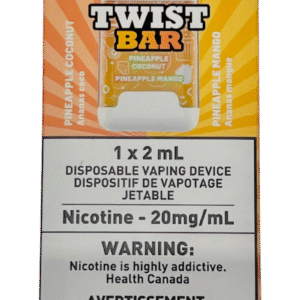 TWIST
BAR
PINEAPPLE
COCONUT
PINEAPPLE MANGO
PINEAPPLE COCONUT
Ananas coco
PINEAPPLE MANGO
Ananas mangue
1 x 2 mL
DISPOSABLE VAPING DEVICE
DISPOSITIF DE VAPOTAGE
JETABLE
Nicotine - 20mg/mL
WARNING:
Nicotine is highly addictive.
Health Canada
AVERTISSEMENT